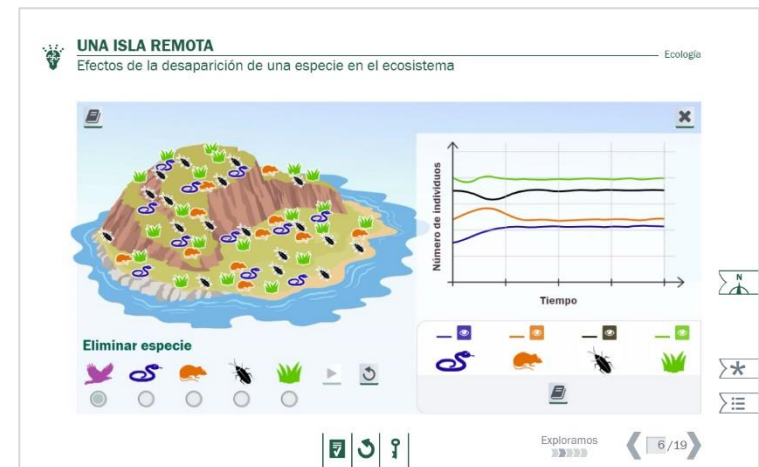 UNA ISLA REMOTA
Ecología
Efectos de la desaparición de una especie en el ecosistema
Número de individuos
Tiempo
Eliminar especie
N
Exploramos
6/19